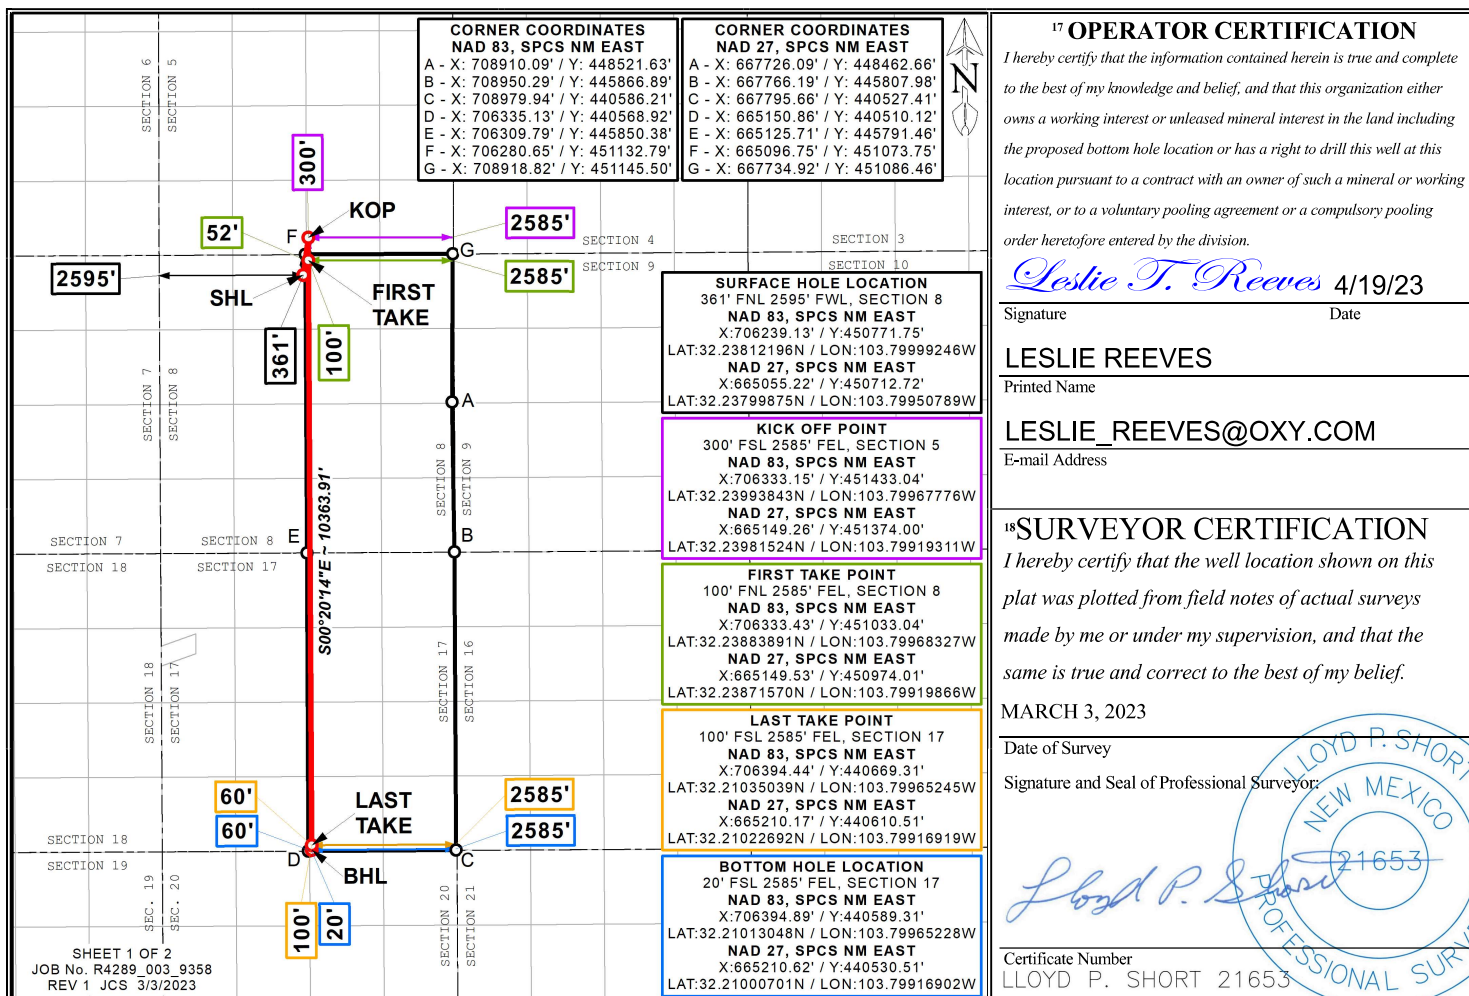 CORNER COORDINATES
NAD 83, SPCS NM EAST
A - X: 708910.09' / Y: 448521.63'
B - X: 708950.29' / Y: 445866.89'
C - X: 708979.94' / Y: 440586.21'
D - X: 706335.13' / Y: 440568.92'
E - X: 706309.79' / Y: 445850.38'
F - X: 706280.65' / Y: 451132.79'
G - X: 708918.82' / Y: 451145.50'
CORNER COORDINATES
NAD 27, SPCS NM EAST
A - X: 667726.09' / Y: 448462.66'
B - X: 667766.19' / Y: 445807.98'
C - X: 667795.66' / Y: 440527.41'
D - X: 665150.86' / Y: 440510.12'
E - X: 665125.71' / Y: 445791.46'
F - X: 665096.75' / Y: 451073.75'
G - X: 667734.92' / Y: 451086.46'
N
SECTION 6
SECTION 5
300'
KOP
52'
F
2585'
G
SECTION 4
SECTION 3
SECTION 9
SECTION 10
2595'
2585'
SHL
FIRST
TAKE
361'
100'
SECTION 7
SECTION 8
A
SECTION 8
SECTION 9
S00°20'14"E ~ 10363.91'
SECTION 7
SECTION 8
E
B
SECTION 18
SECTION 17
SECTION 18
SECTION 17
SECTION 17
SECTION 16
60'
LAST
TAKE
2585'
60'
2585'
SECTION 18
SECTION 19
D
C
BHL
SEC. 19
SEC. 20
100'
20'
SECTION 20
SECTION 21
SHEET 1 OF 2
JOB No. R4289_003_9358
REV 1 JCS 3/3/2023
SURFACE HOLE LOCATION
361' FNL 2595' FWL, SECTION 8
NAD 83, SPCS NM EAST
X:706239.13' / Y:450771.75'
LAT:32.23812196N / LON:103.79999246W
NAD 27, SPCS NM EAST
X:665055.22' / Y:450712.72'
LAT:32.23799875N / LON:103.79950789W
KICK OFF POINT
300' FSL 2585' FEL, SECTION 5
NAD 83, SPCS NM EAST
X:706333.15' / Y:451433.04'
LAT:32.23993843N / LON:103.79967776W
NAD 27, SPCS NM EAST
X:665149.26' / Y:451374.00'
LAT:32.23981524N / LON:103.79919311W
FIRST TAKE POINT
100' FNL 2585' FEL, SECTION 8
NAD 83, SPCS NM EAST
X:706333.43' / Y:451033.04'
LAT:32.23883891N / LON:103.79968327W
NAD 27, SPCS NM EAST
X:665149.53' / Y:450974.01'
LAT:32.23871570N / LON:103.79919866W
LAST TAKE POINT
100' FSL 2585' FEL, SECTION 17
NAD 83, SPCS NM EAST
X:706394.44' / Y:440669.31'
LAT:32.21035039N / LON:103.79965245W
NAD 27, SPCS NM EAST
X:665210.17' / Y:440610.51'
LAT:32.21022692N / LON:103.79916919W
BOTTOM HOLE LOCATION
20' FSL 2585' FEL, SECTION 17
NAD 83, SPCS NM EAST
X:706394.89' / Y:440589.31'
LAT:32.21013048N / LON:103.79965228W
NAD 27, SPCS NM EAST
X:665210.62' / Y:440530.51'
LAT:32.21000701N / LON:103.79916902W
17 OPERATOR CERTIFICATION
I hereby certify that the information contained herein is true and complete
to the best of my knowledge and belief, and that this organization either
owns a working interest or unleased mineral interest in the land including
the proposed bottom hole location or has a right to drill this well at this
location pursuant to a contract with an owner of such a mineral or working
interest, or to a voluntary pooling agreement or a compulsory pooling
order heretofore entered by the division.
Leslie T. Reeves 4/19/23
Signature Date
LESLIE REEVES
Printed Name
LESLIE_REEVES@OXY.COM
E-mail Address
18 SURVEYOR CERTIFICATION
I hereby certify that the well location shown on this
plat was plotted from field notes of actual surveys
made by me or under my supervision, and that the
same is true and correct to the best of my belief.
MARCH 3, 2023
Date of Survey
Signature and Seal of Professional Surveyor:
LLOYD P. SHORT
NEW MEXICO
21653
PROFESSIONAL SURVE
Lloyd P. Short
Certificate Number
LLOYD P. SHORT 21653